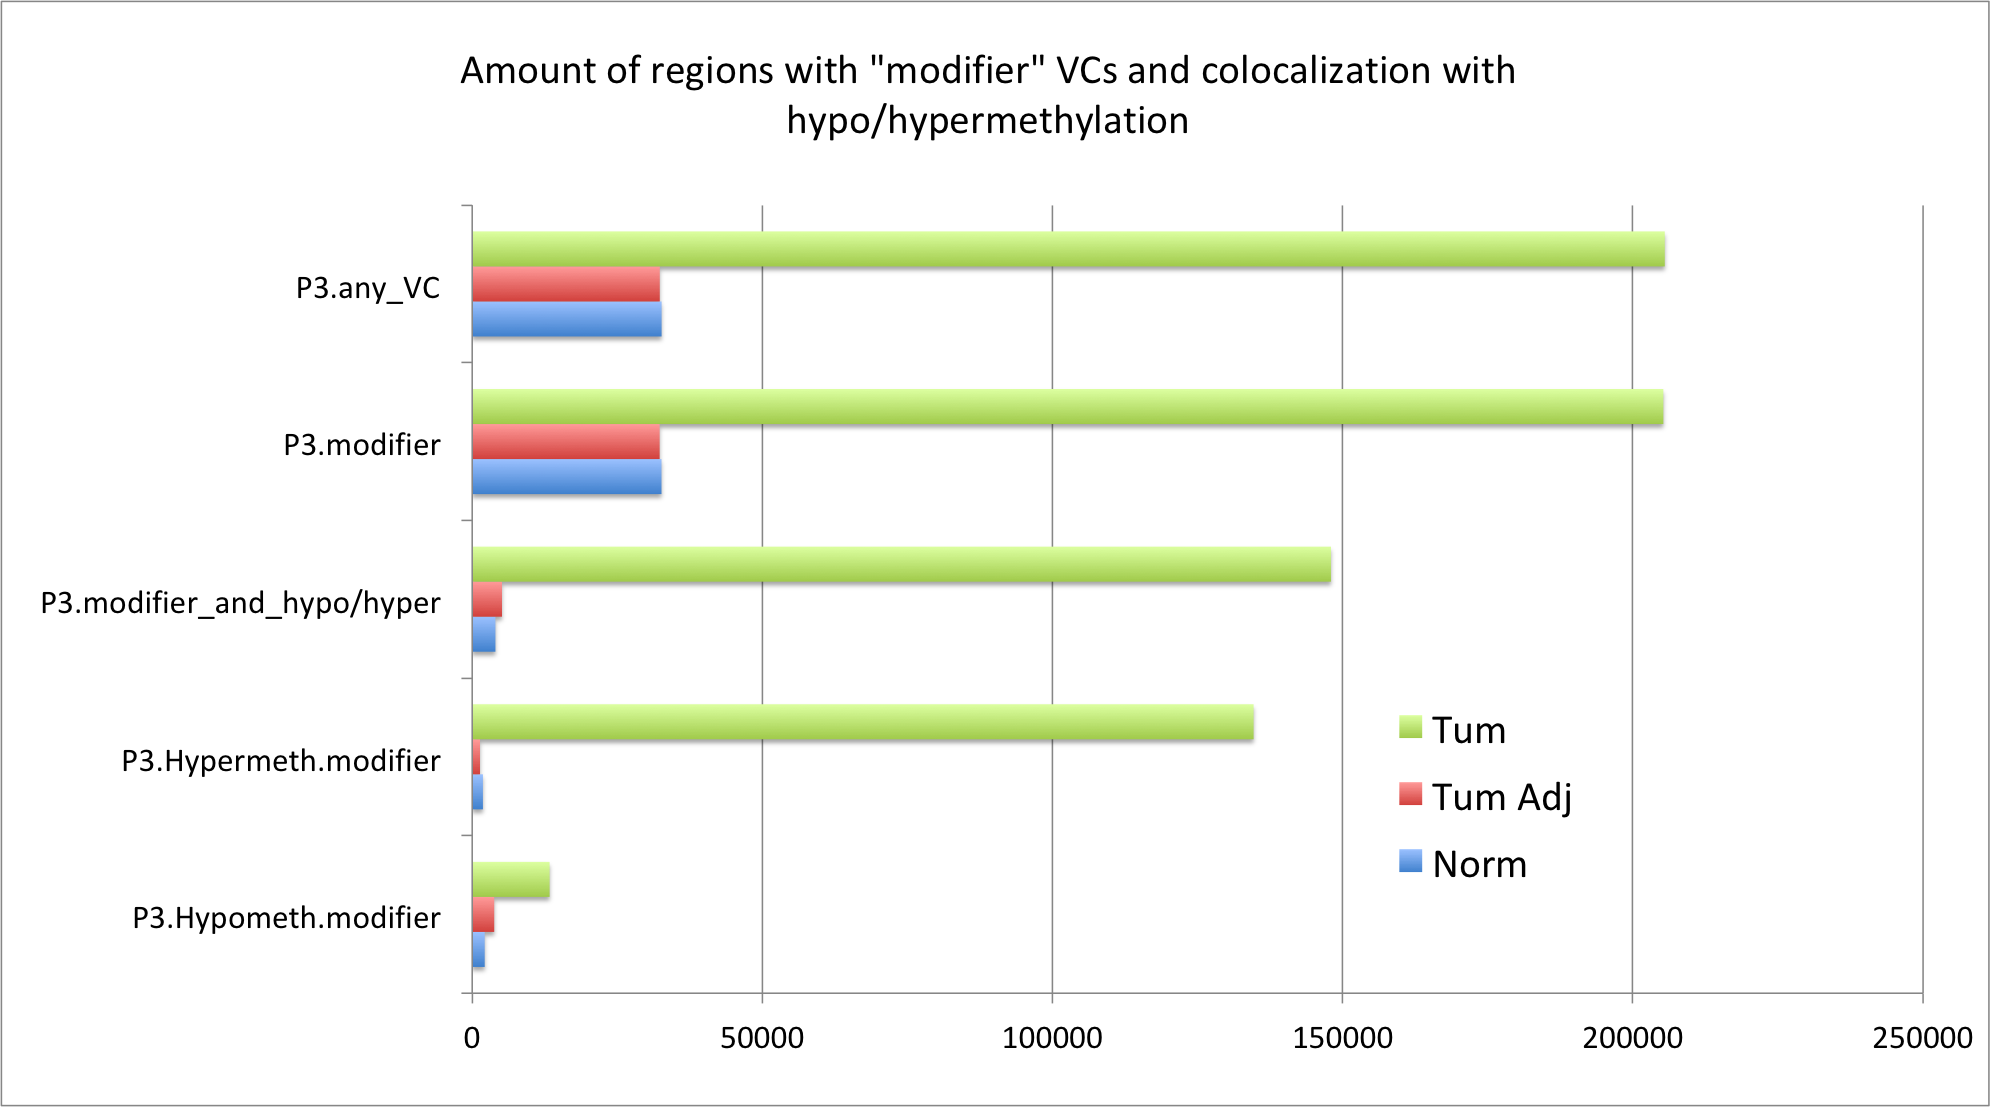 Amount of regions with "modifier" VCs and colocalization with
hypo/hypermethylation
P3.any_VC
P3.modifier
P3.modifier_and_hypo/hyper
P3.Hypermeth.modifier
P3.Hypometh.modifier
Tum
Tum Adj
Norm
0 50000 100000 150000 200000 250000